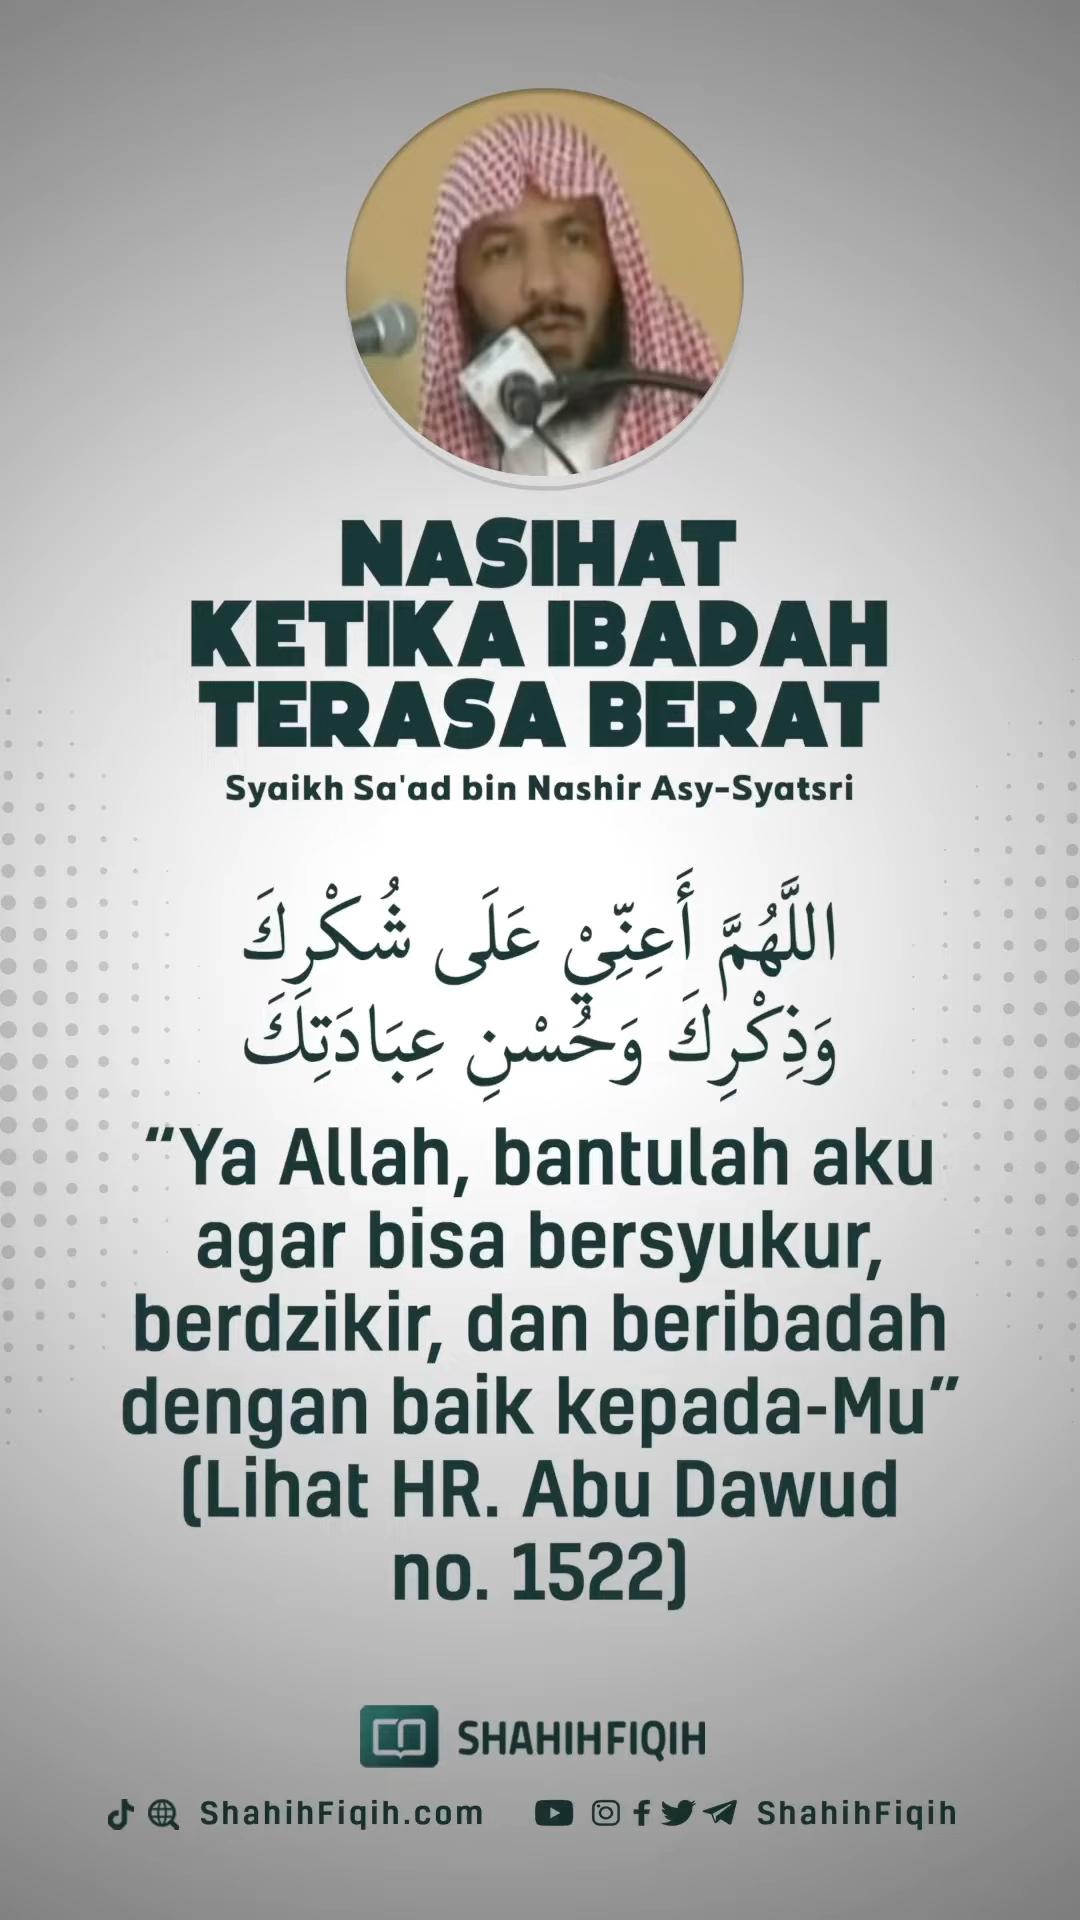 NASIHAT
KETIKA IBADAH
TERASA BERAT
Syaikh Sa'ad bin Nashir Asy-Syatsri
اللَّهُمَّ أَعِنِّيْ عَلَى شُكْرِكَ
وَذِكْرِكَ وَحُسْنِ عِبَادَتِكَ
“Ya Allah, bantulah aku
agar bisa bersyukur,
berdzikir, dan beribadah
dengan baik kepada-Mu”
(Lihat HR. Abu Dawud
no. 1522)
SHAHIHFIQIH
ShahihFiqih.com ShahihFiqih